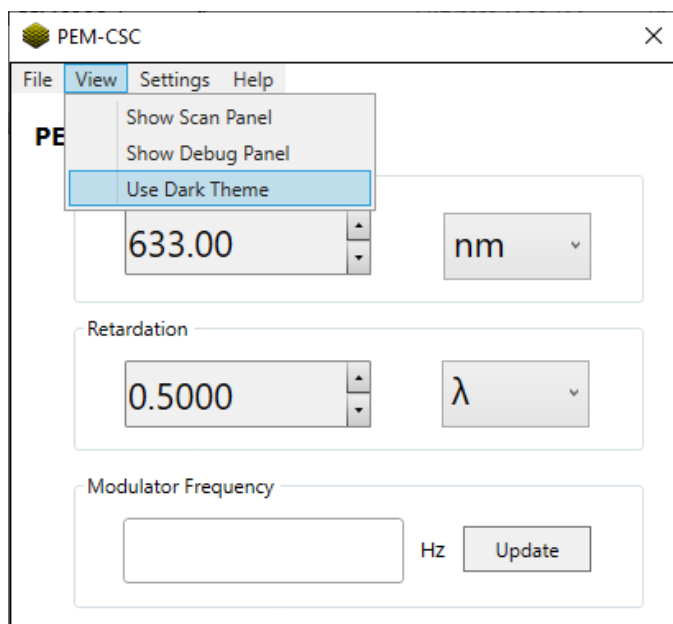 PEM-CSC
File View Settings Help
Show Scan Panel
PE
Show Debug Panel
Use Dark Theme
633.00 nm
Retardation
0.5000 λ
Modulator Frequency
Hz Update